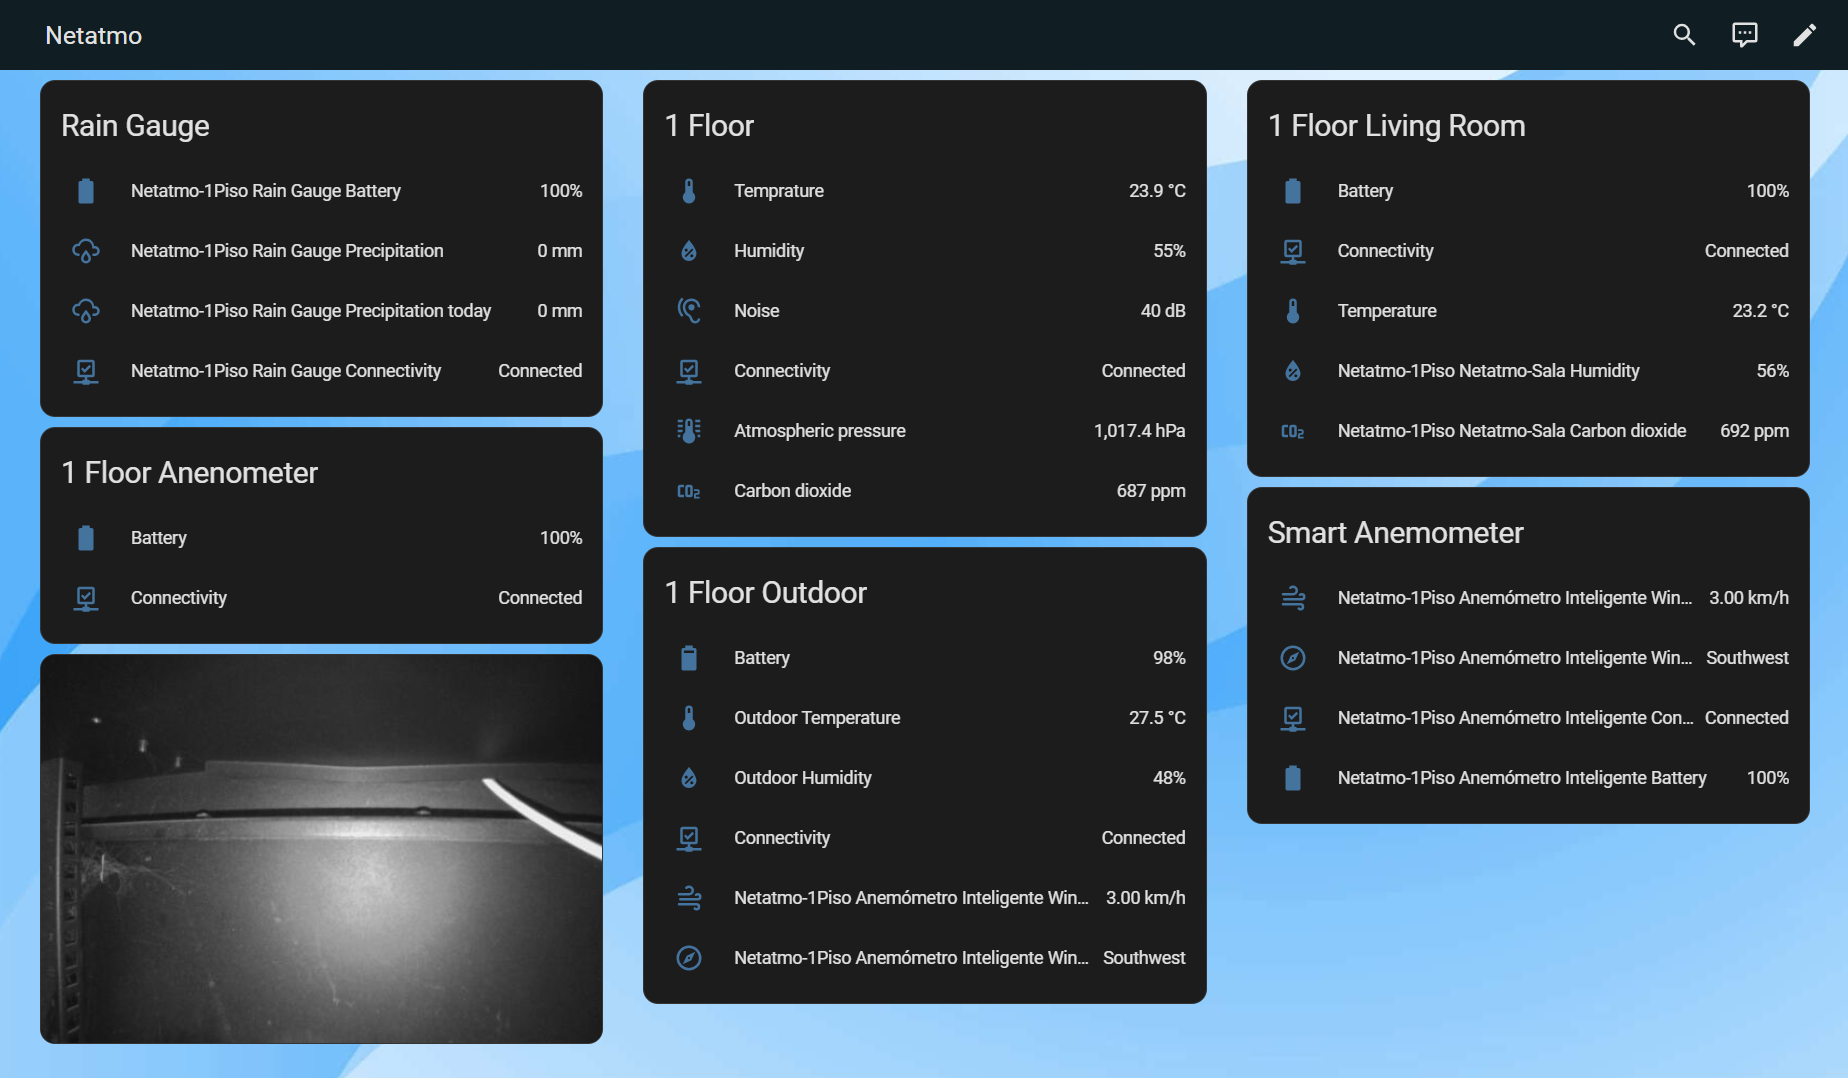 Netatmo
Rain Gauge
Netatmo-1Piso Rain Gauge Battery 100%
Netatmo-1Piso Rain Gauge Precipitation 0 mm
Netatmo-1Piso Rain Gauge Precipitation today 0 mm
Netatmo-1Piso Rain Gauge Connectivity Connected
1 Floor Anenometer
Battery 100%
Connectivity Connected
1 Floor
Temprature 23.9 °C
Humidity 55%
Noise 40 dB
Connectivity Connected
Atmospheric pressure 1,017.4 hPa
CO2 Carbon dioxide 687 ppm
1 Floor Outdoor
Battery 98%
Outdoor Temperature 27.5 °C
Outdoor Humidity 48%
Connectivity Connected
Netatmo-1Piso Anemómetro Inteligente Win... 3.00 km/h
Netatmo-1Piso Anemómetro Inteligente Win... Southwest
1 Floor Living Room
Battery 100%
Connectivity Connected
Temperature 23.2 °C
Netatmo-1Piso Netatmo-Sala Humidity 56%
CO2 Netatmo-1Piso Netatmo-Sala Carbon dioxide 692 ppm
Smart Anemometer
Netatmo-1Piso Anemómetro Inteligente Win... 3.00 km/h
Netatmo-1Piso Anemómetro Inteligente Win... Southwest
Netatmo-1Piso Anemómetro Inteligente Con... Connected
Netatmo-1Piso Anemómetro Inteligente Battery 100%